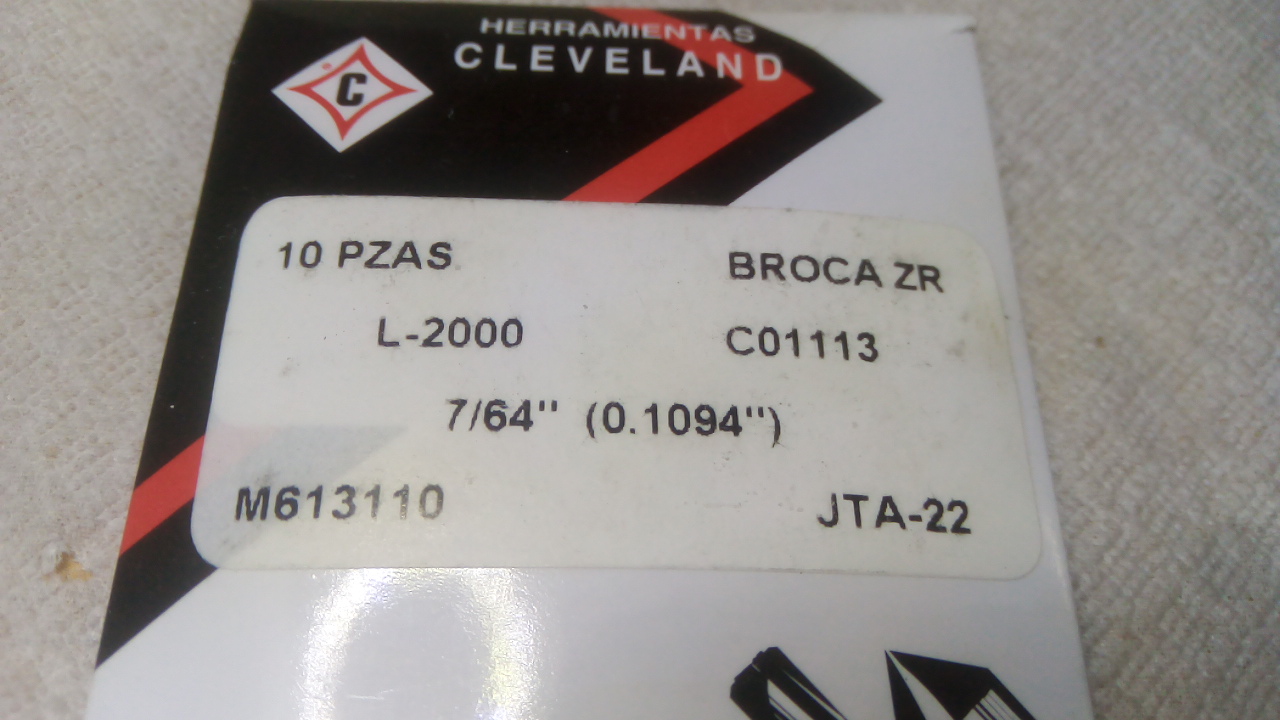 HERRAMIENTAS
CLEVELAND
C
10 PZAS BROCA ZR
L-2000 C01113
7/64" (0.1094")
M613110 JTA-22